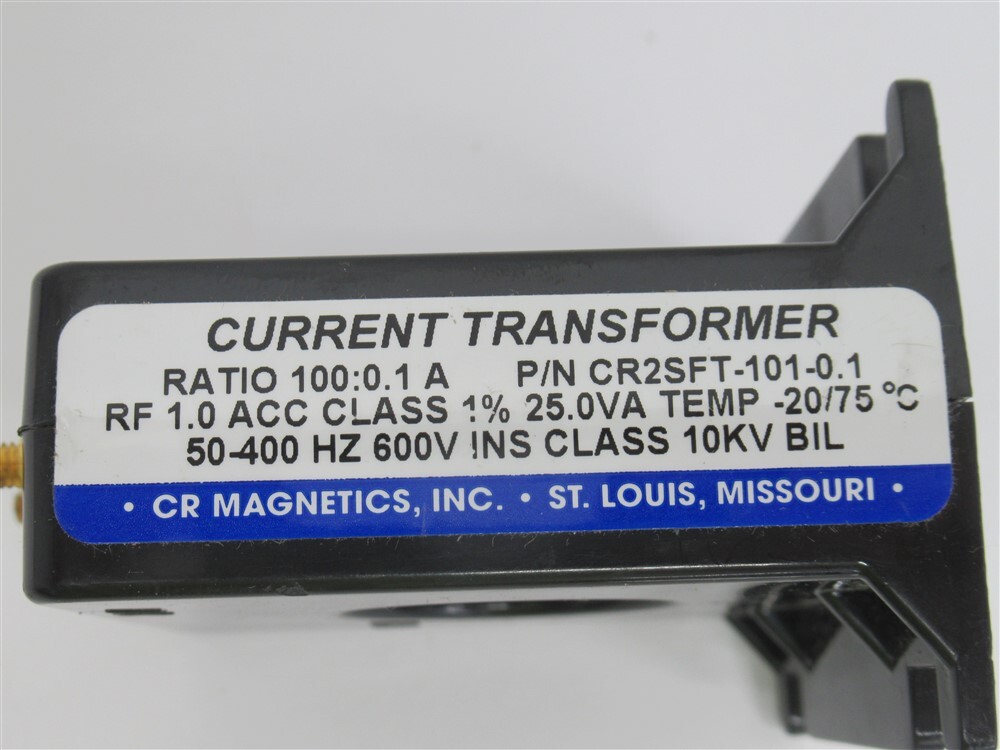 CURRENT TRANSFORMER
RATIO 100:0.1 A P/N CR2SFT-101-0.1
RF 1.0 ACC CLASS 1% 25.0VA TEMP -20/75 °C
50-400 HZ 600V INS CLASS 10KV BIL
• CR MAGNETICS, INC. • ST. LOUIS, MISSOURI •